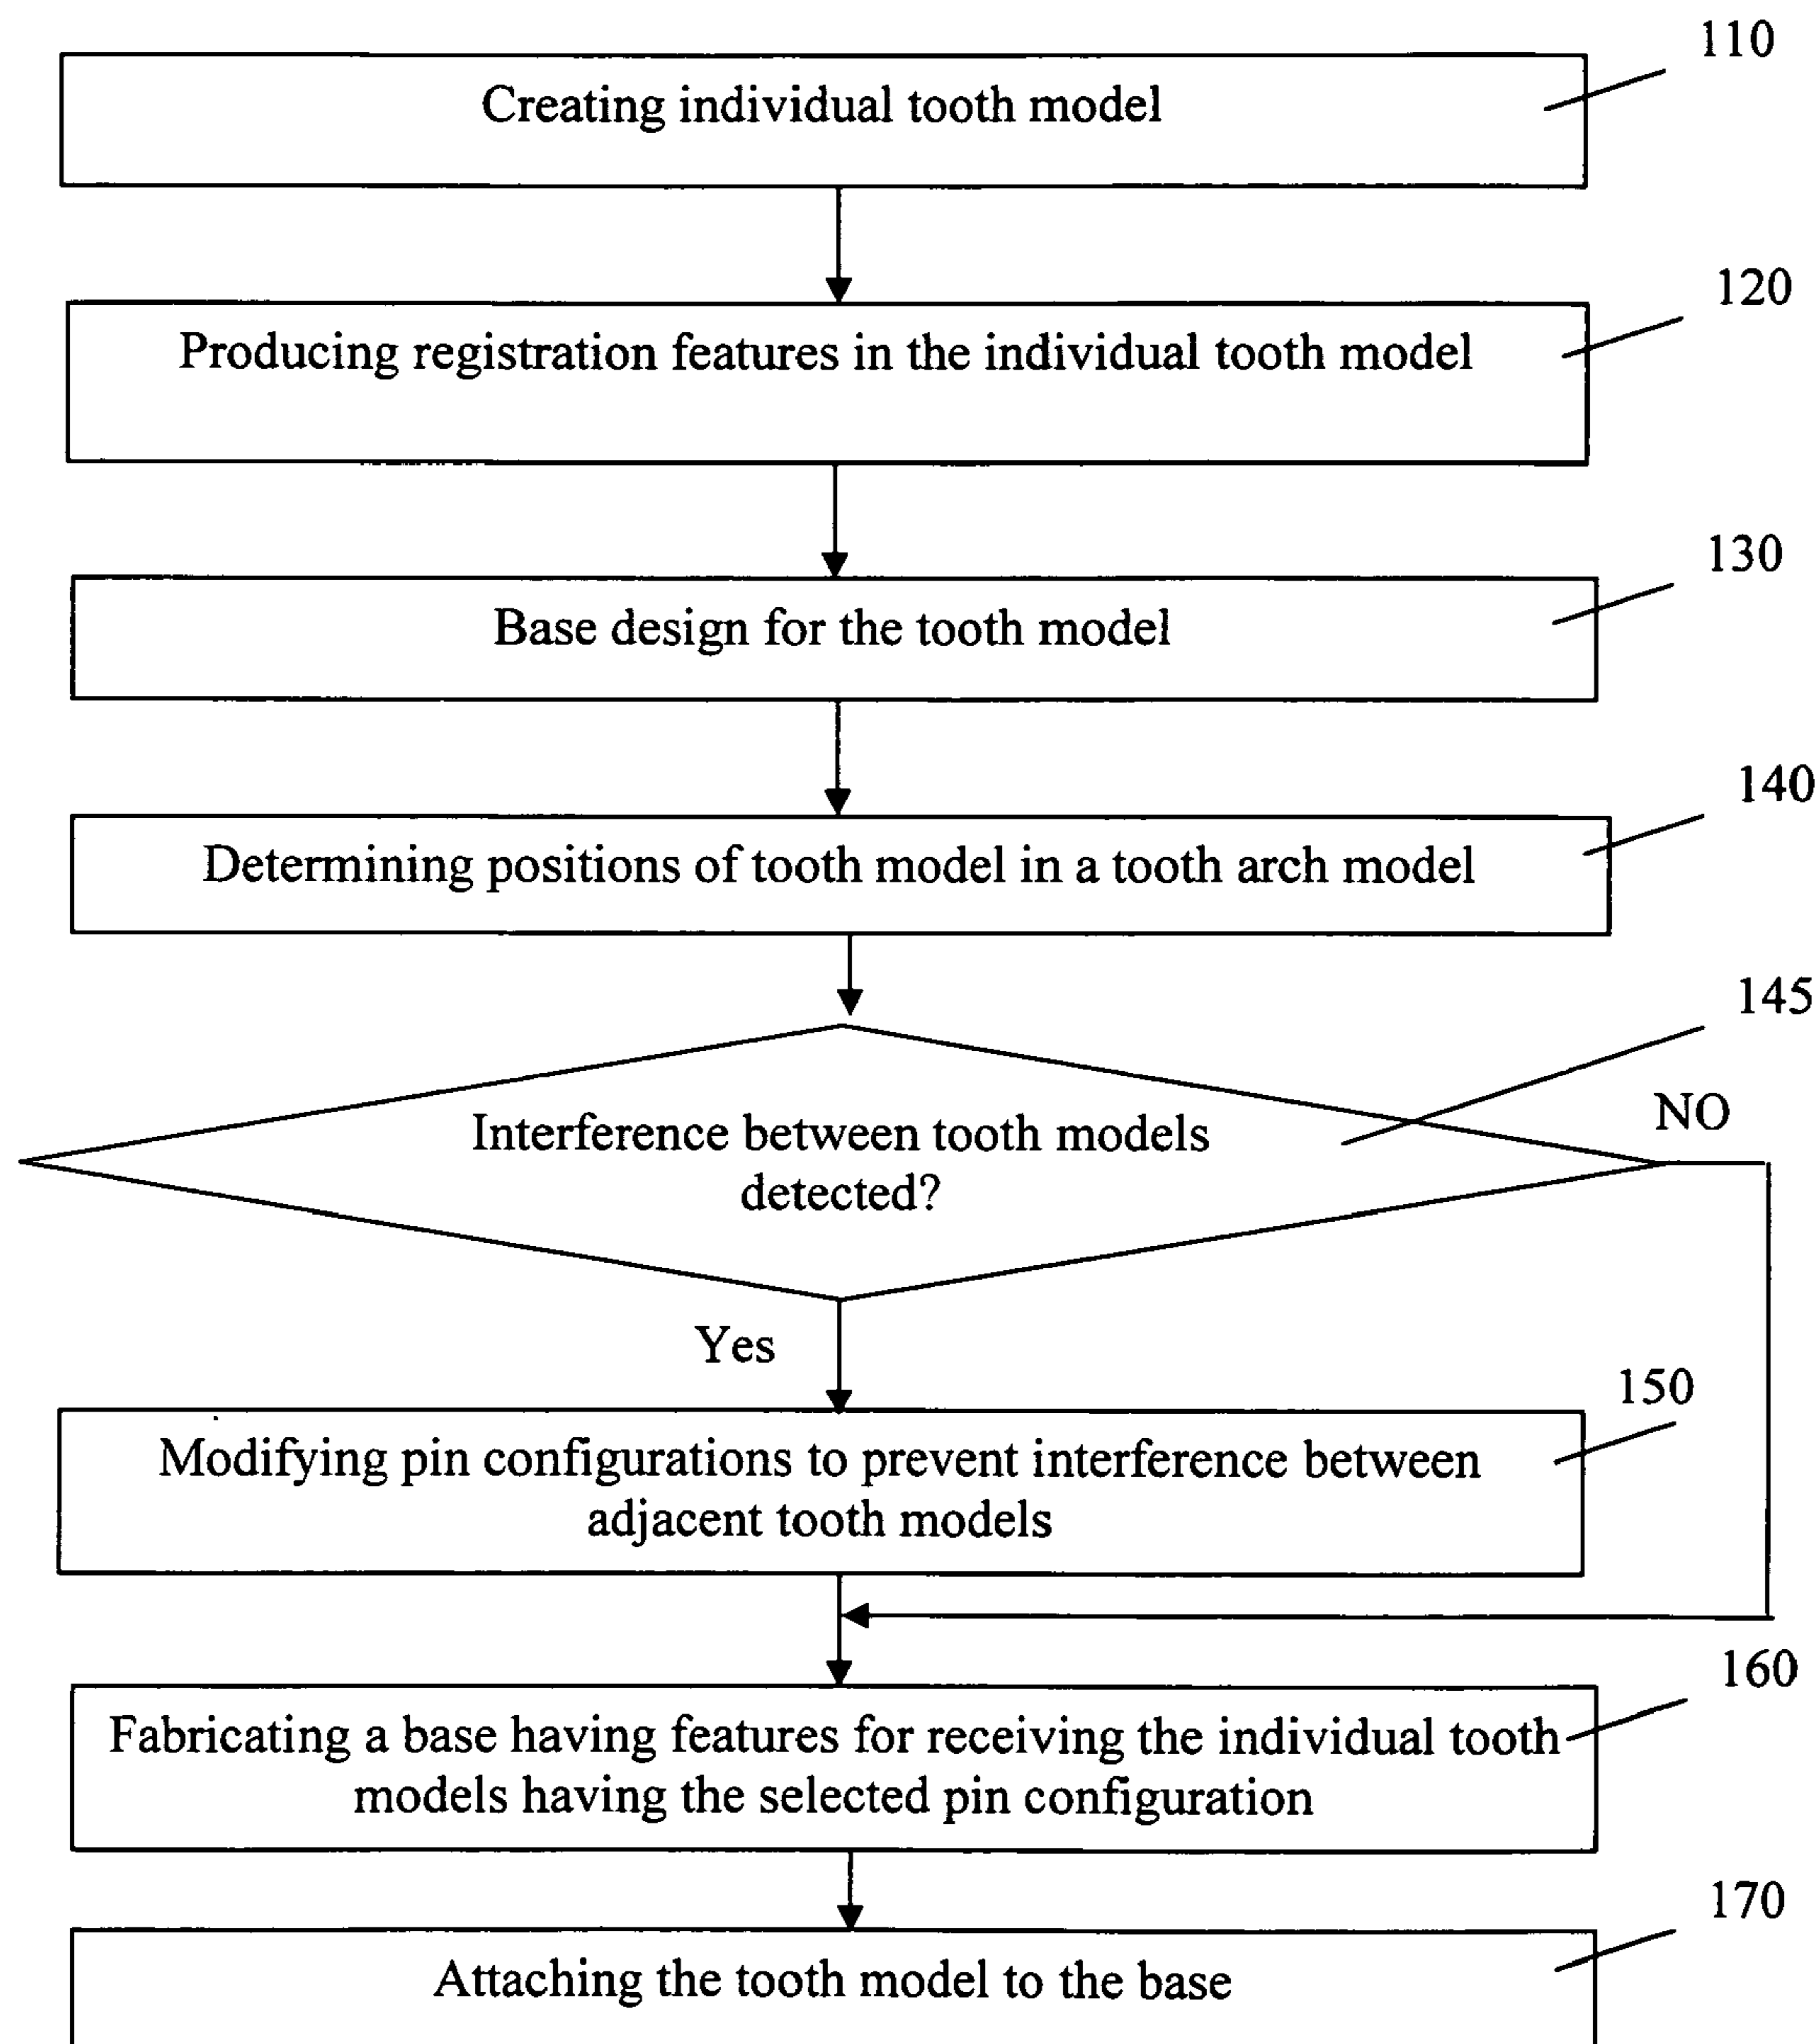 110
Creating individual tooth model
120
Producing registration features in the individual tooth model
130
Base design for the tooth model
140
Determining positions of tooth model in a tooth arch model
145
NO
Interference between tooth models
detected?
Yes
150
Modifying pin configurations to prevent interference between
adjacent tooth models
160
Fabricating a base having features for receiving the individual tooth
models having the selected pin configuration
170
Attaching the tooth model to the base